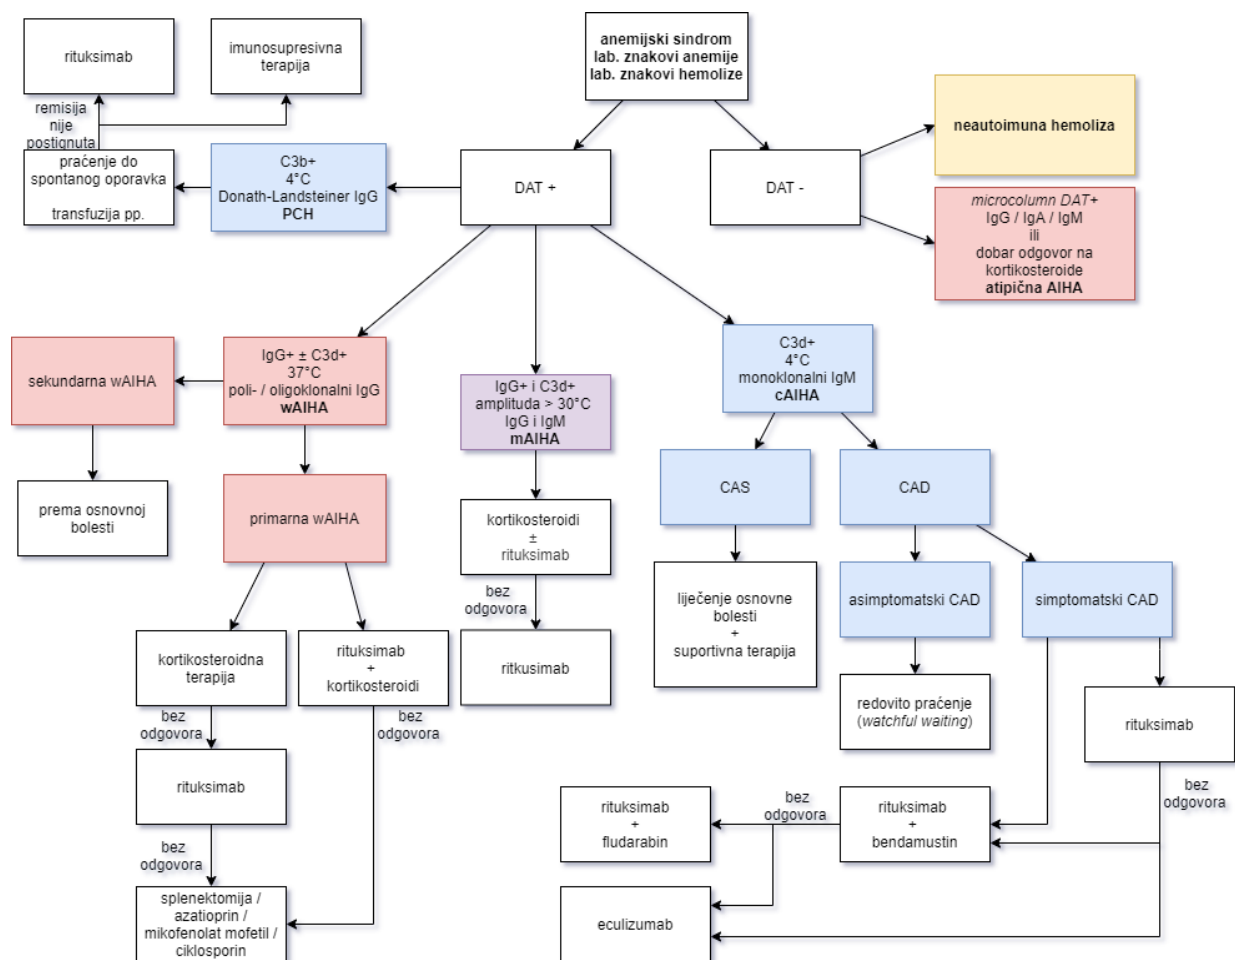 anemijski sindrom
lab. znakovi anemije
lab. znakovi hemolize
rituksimab
imunosupresivna
terapija
remisija
nije
postignuta
praćenje do
spontanog oporavka
transfuzija pp.
C3b+
4°C
Donath-Landsteiner IgG
PCH
DAT +
DAT -
neautoimuna hemoliza
microcolumn DAT+
IgG / IgA / IgM
ili
dobar odgovor na
kortikosteroide
atipična AIHA
sekundarna wAIHA
IgG+ ± C3d+
37°C
poli- / oligoklonalni IgG
wAIHA
IgG+ i C3d+
amplituda > 30°C
IgG i IgM
mAIHA
C3d+
4°C
monoklonalni IgM
cAIHA
prema osnovnoj
bolesti
primarna wAIHA
kortikosteroidi
±
rituksimab
CAS
CAD
bez
odgovora
liječenje osnovne
bolesti
+
suportivna terapija
asimptomatski CAD
simptomatski CAD
kortikosteroidna
terapija
rituksimab
+
kortikosteroidi
ritkusimab
redovito praćenje
(watchful waiting)
rituksimab
bez
odgovora
bez
odgovora
rituksimab
bez
odgovora
rituksimab
+
fludarabin
bez
odgovora
rituksimab
+
bendamustin
bez
odgovora
splenektomija /
azatioprin /
mikofenolat mofetil /
ciklosporin
eculizumab